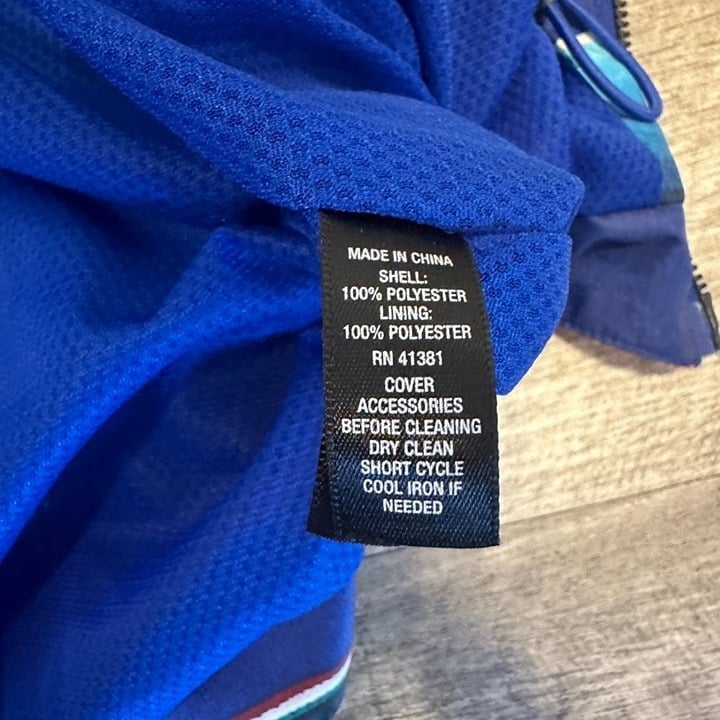 MADE IN CHINA
SHELL:
100% POLYESTER
LINING:
100% POLYESTER
RN 41381
COVER
ACCESSORIES
BEFORE CLEANING
DRY CLEAN
SHORT CYCLE
COOL IRON IF
NEEDED